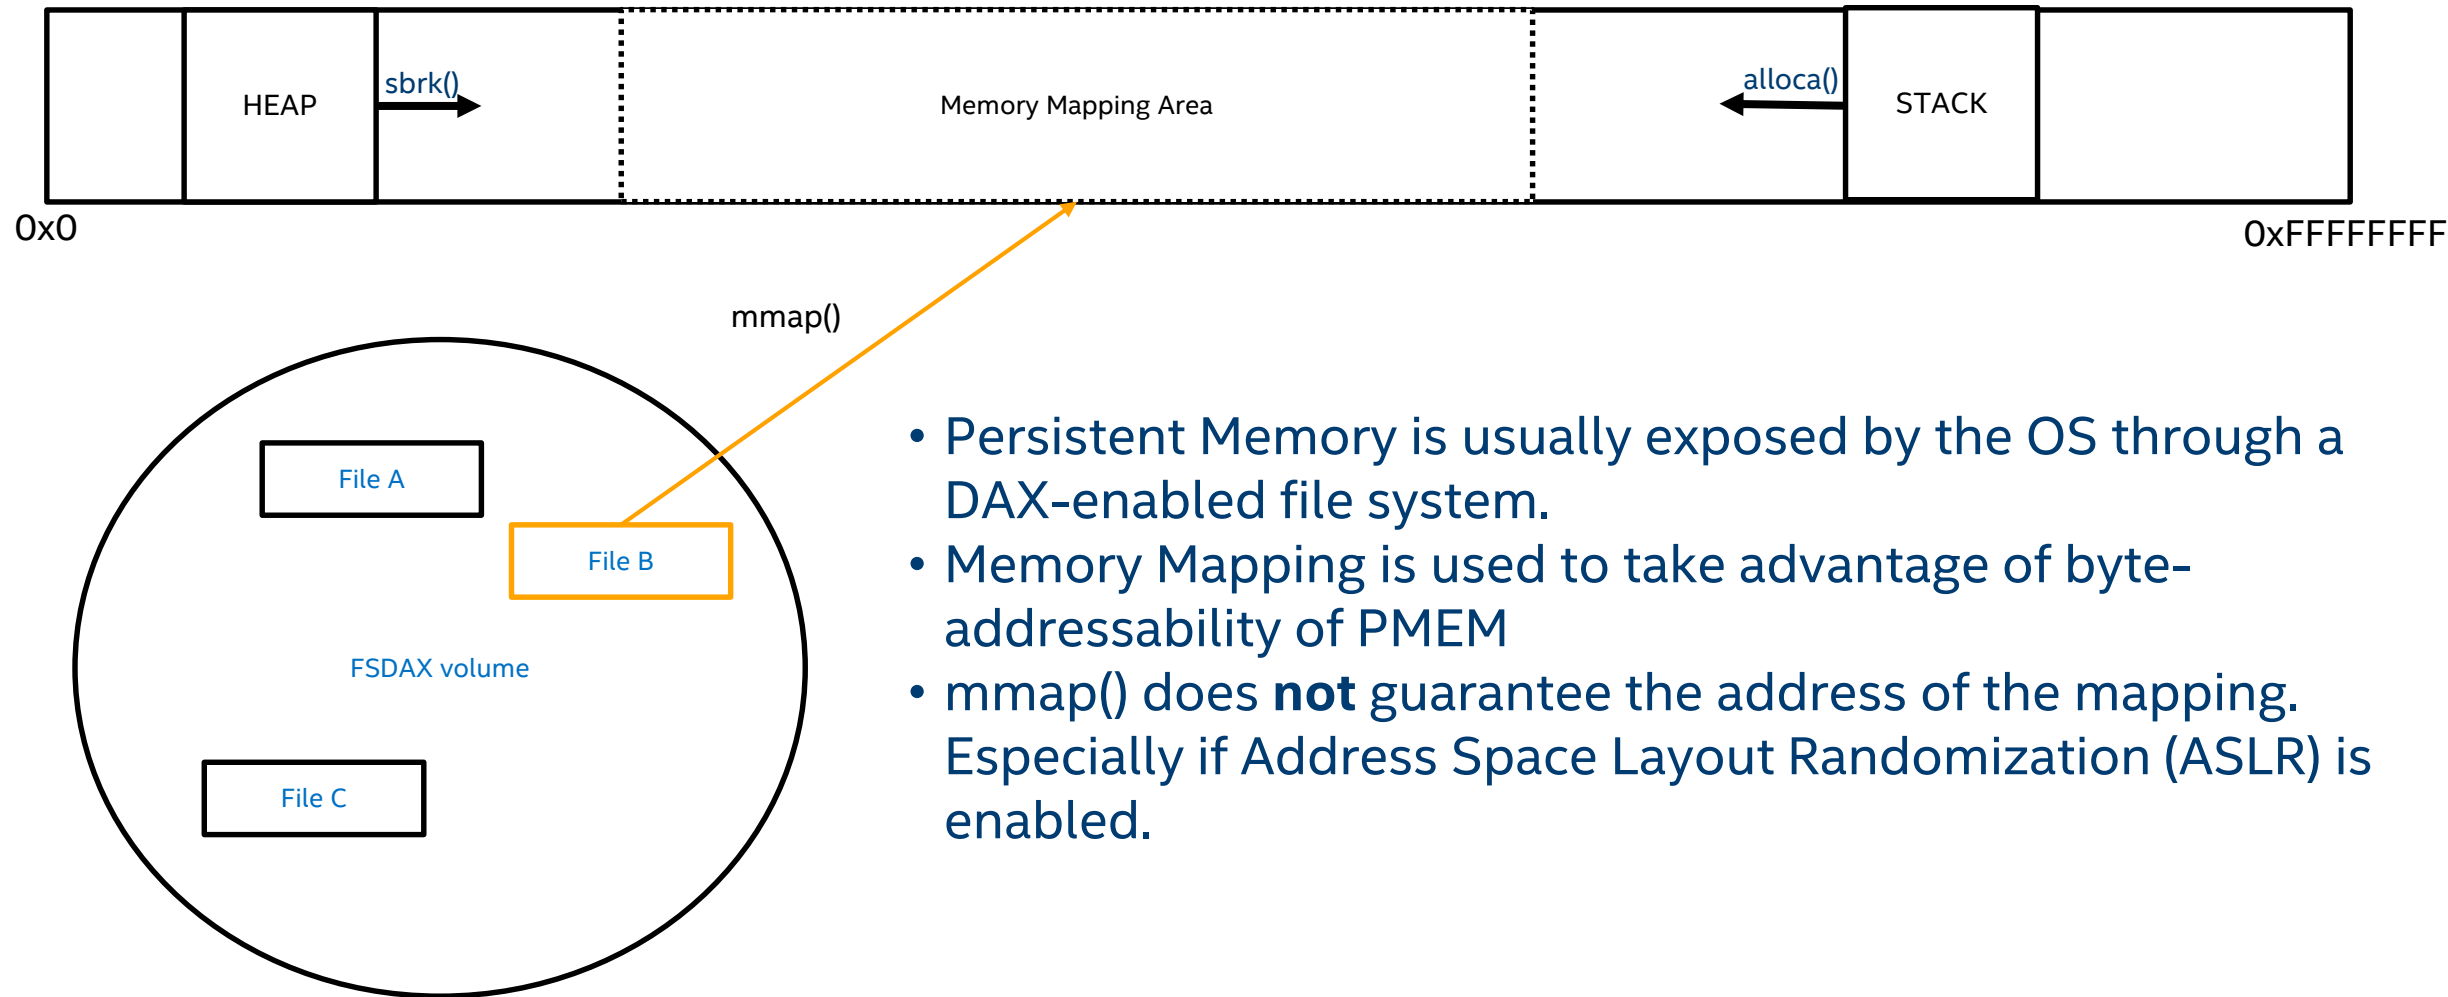 HEAP
sbrk()
Memory Mapping Area
alloca()
STACK
0x0
0xFFFFFFFF
mmap()
File A
File B
FSDAX volume
File C
• Persistent Memory is usually exposed by the OS through a
DAX-enabled file system.
• Memory Mapping is used to take advantage of byte-
addressability of PMEM
• mmap() does not guarantee the address of the mapping.
Especially if Address Space Layout Randomization (ASLR) is
enabled.